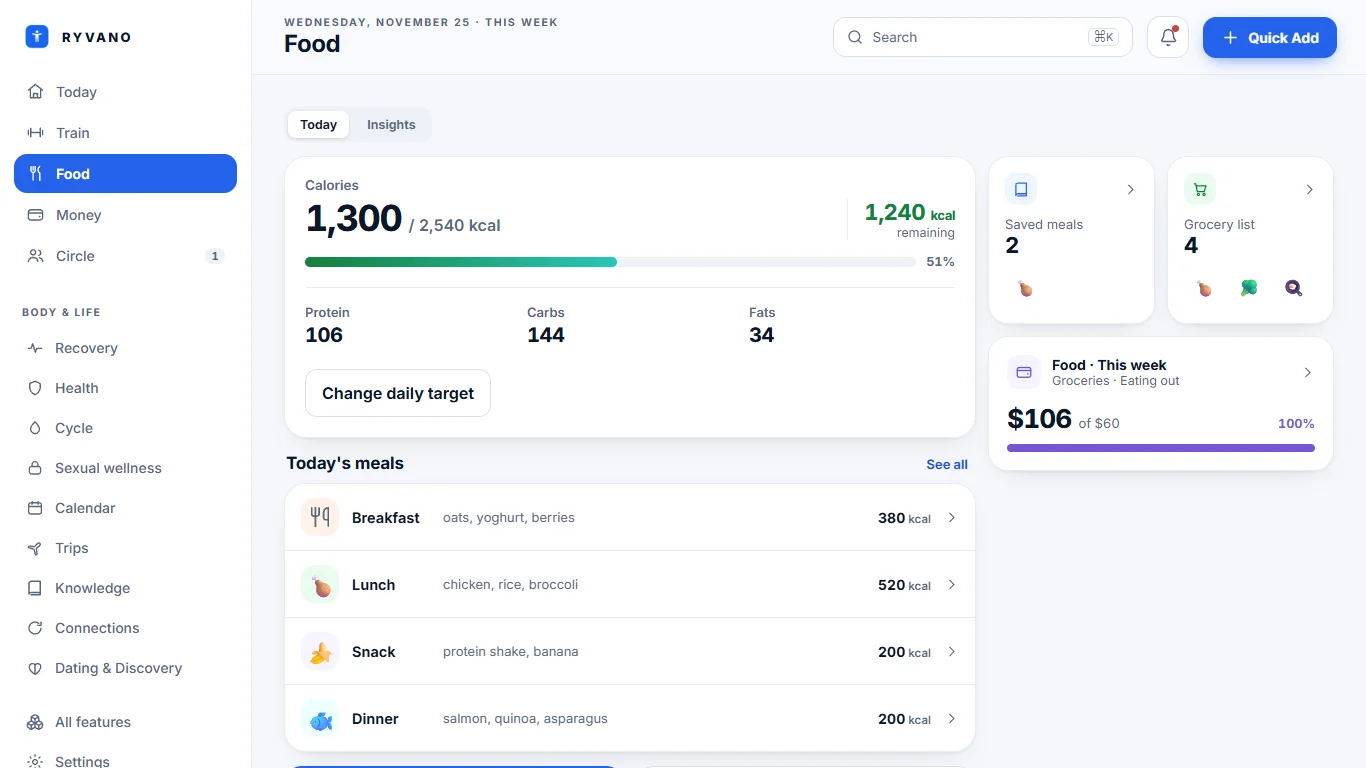 RYVANO
Today
Train
Food
Money
Circle 1
BODY & LIFE
Recovery
Health
Cycle
Sexual wellness
Calendar
Trips
Knowledge
Connections
Dating & Discovery
All features
Settings
WEDNESDAY, NOVEMBER 25 · THIS WEEK
Food
Search ⌘K
Quick Add
Today Insights
Calories
1,300 / 2,540 kcal
1,240 kcal
remaining
51%
Protein Carbs Fats
106 144 34
Change daily target
Saved meals
2
Grocery list
4
Food · This week
Groceries · Eating out
$106 of $60 100%
Today's meals See all
Breakfast oats, yoghurt, berries 380 kcal
Lunch chicken, rice, broccoli 520 kcal
Snack protein shake, banana 200 kcal
Dinner salmon, quinoa, asparagus 200 kcal